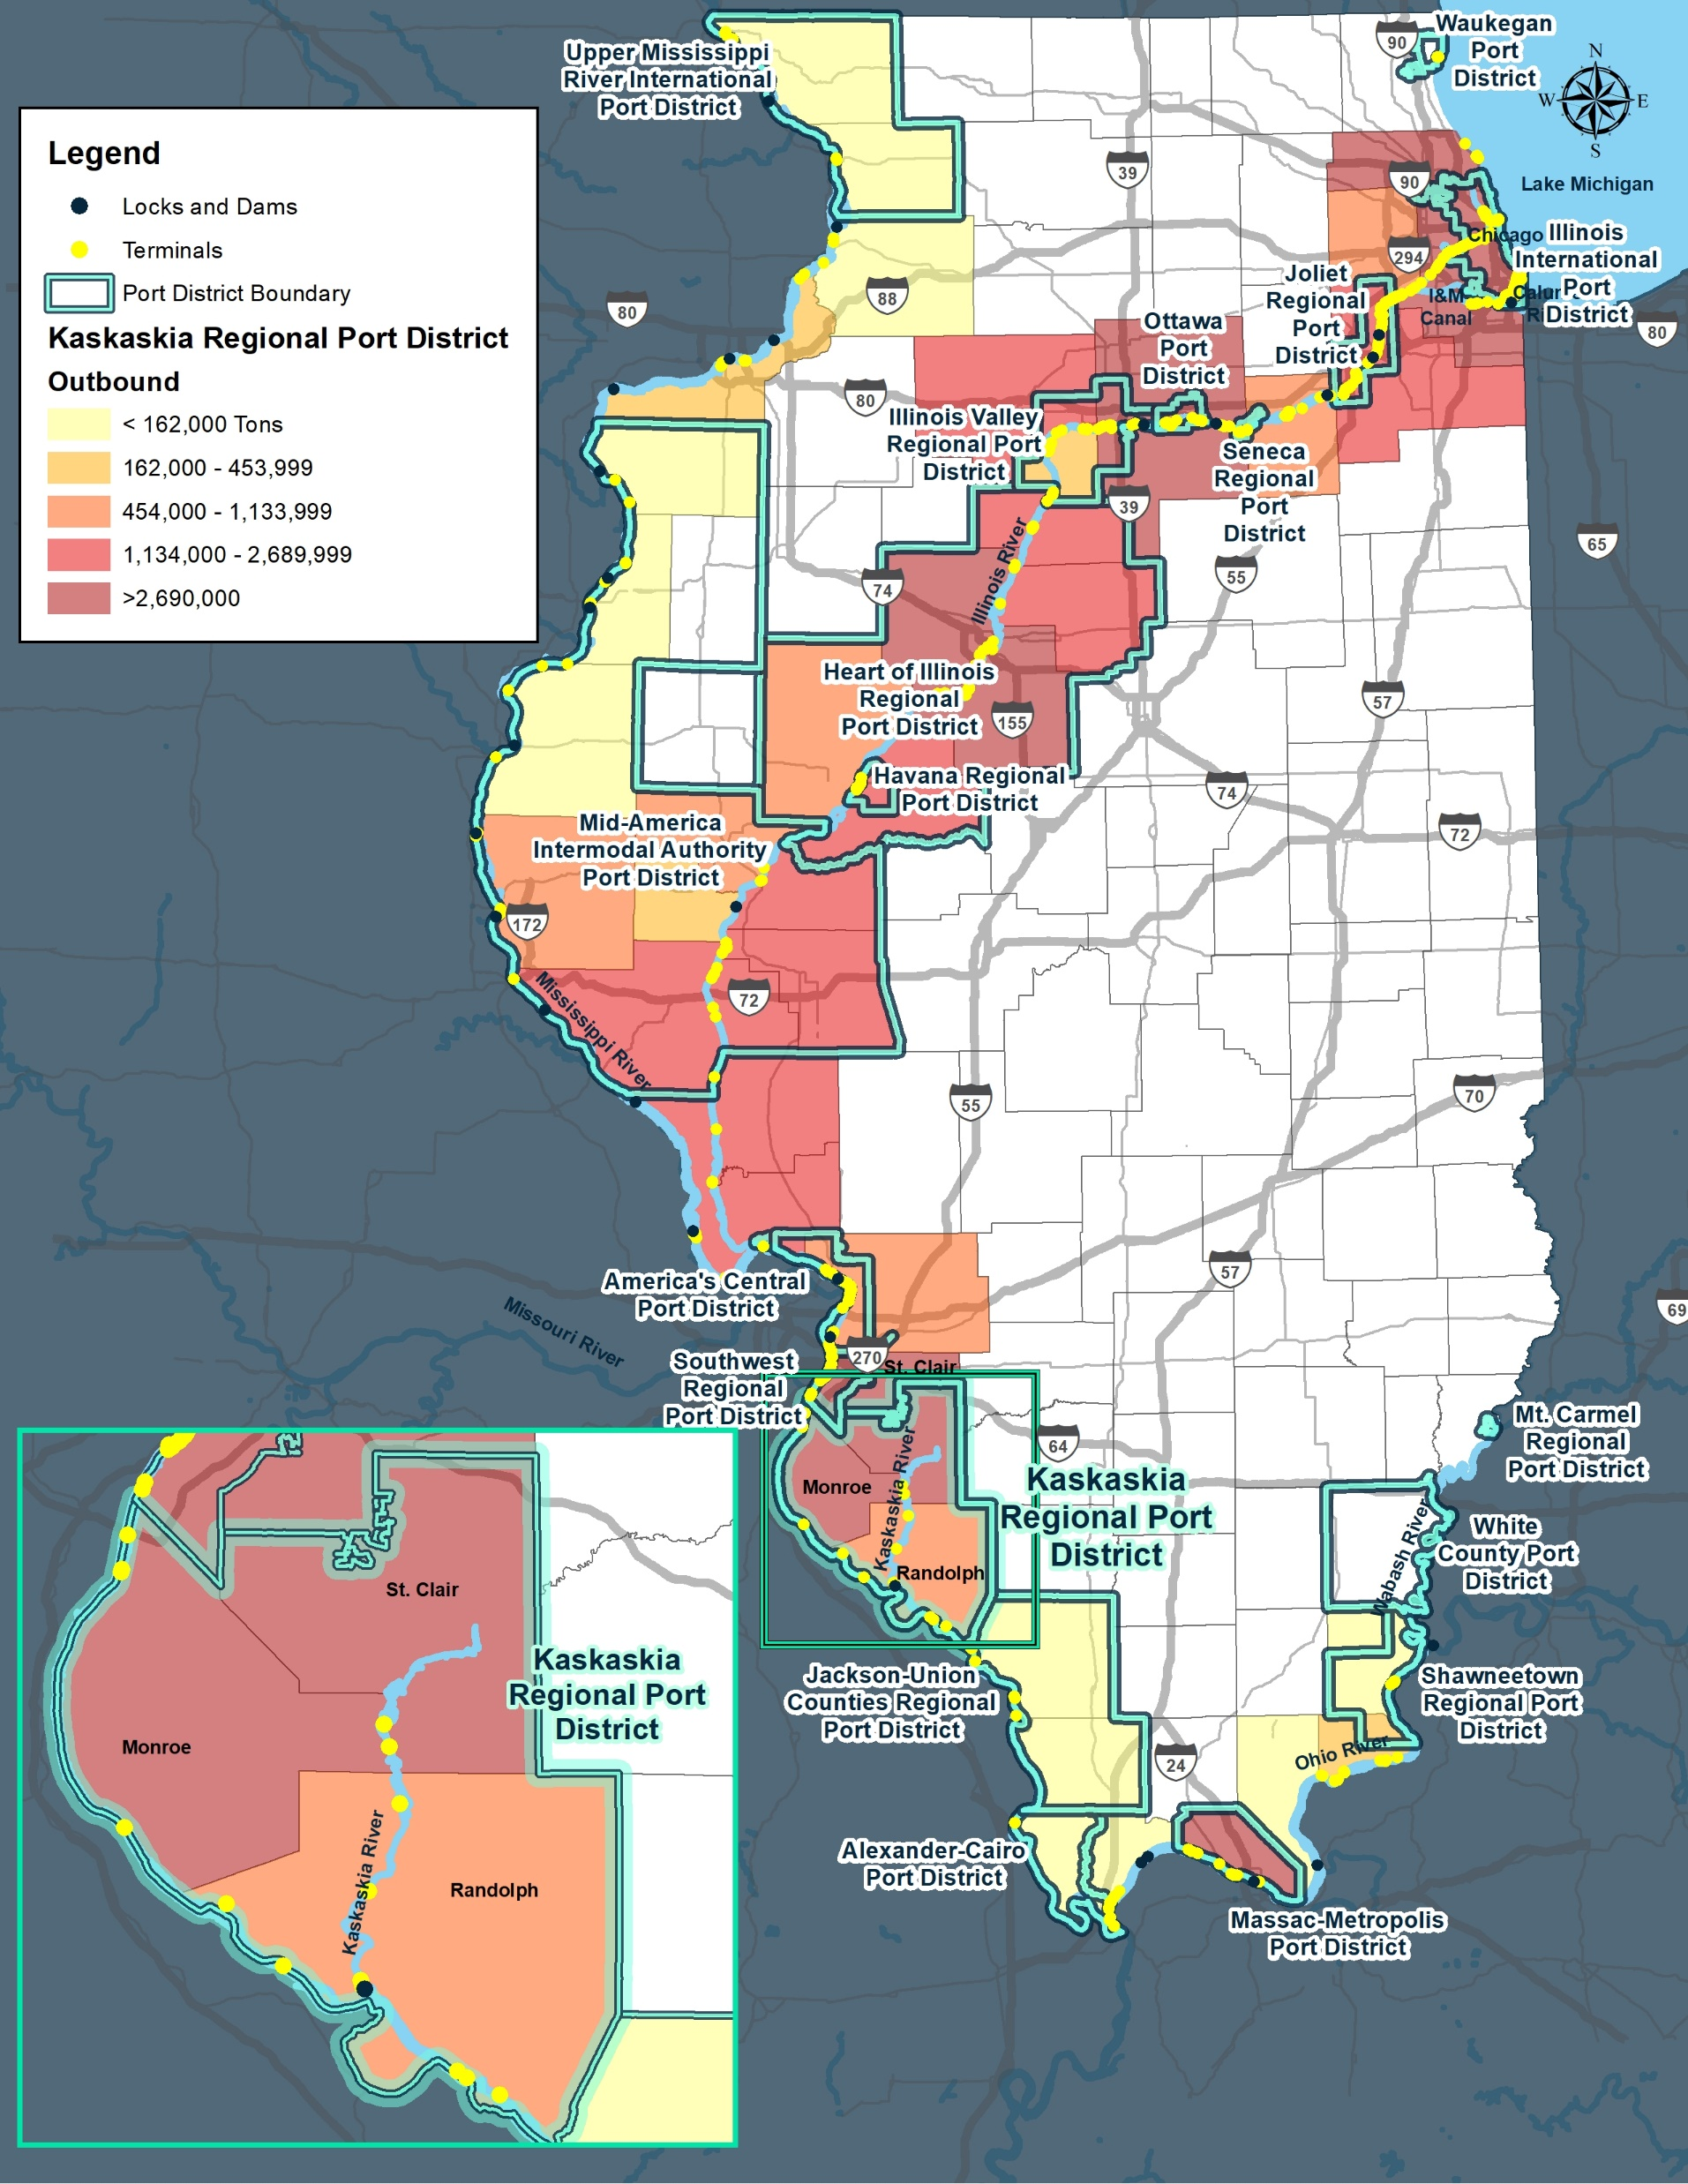 Upper Mississippi
River International
Port District
90
Waukegan
Port
District
N
W
E
S
Legend
Locks and Dams
Terminals
Port District Boundary
Kaskaskia Regional Port District
Outbound
< 162,000 Tons
162,000 - 453,999
454,000 - 1,133,999
1,134,000 - 2,689,999
>2,690,000
39
90
Lake Michigan
Chicago
294
Illinois
International
Port
District
Joliet
Regional
Port
District
I&M
Canal
80
88
80
80
Ottawa
Port
District
Illinois Valley
Regional Port
District
Seneca
Regional
Port
District
39
65
Illinois River
74
55
Heart of Illinois
Regional
Port District
155
57
Havana Regional
Port District
74
72
Mid-America
Intermodal Authority
Port District
172
Mississippi River
72
55
70
America's Central
Port District
57
69
Missouri River
Southwest
Regional
Port District
270
St. Clair
64
Mt. Carmel
Regional
Port District
Monroe
Kaskaskia River
Kaskaskia
Regional Port
District
Randolph
Wabash River
White
County Port
District
St. Clair
Kaskaskia
Regional Port
District
Monroe
Kaskaskia River
Randolph
Jackson-Union
Counties Regional
Port District
Shawneetown
Regional Port
District
24
Ohio River
Alexander-Cairo
Port District
Massac-Metropolis
Port District